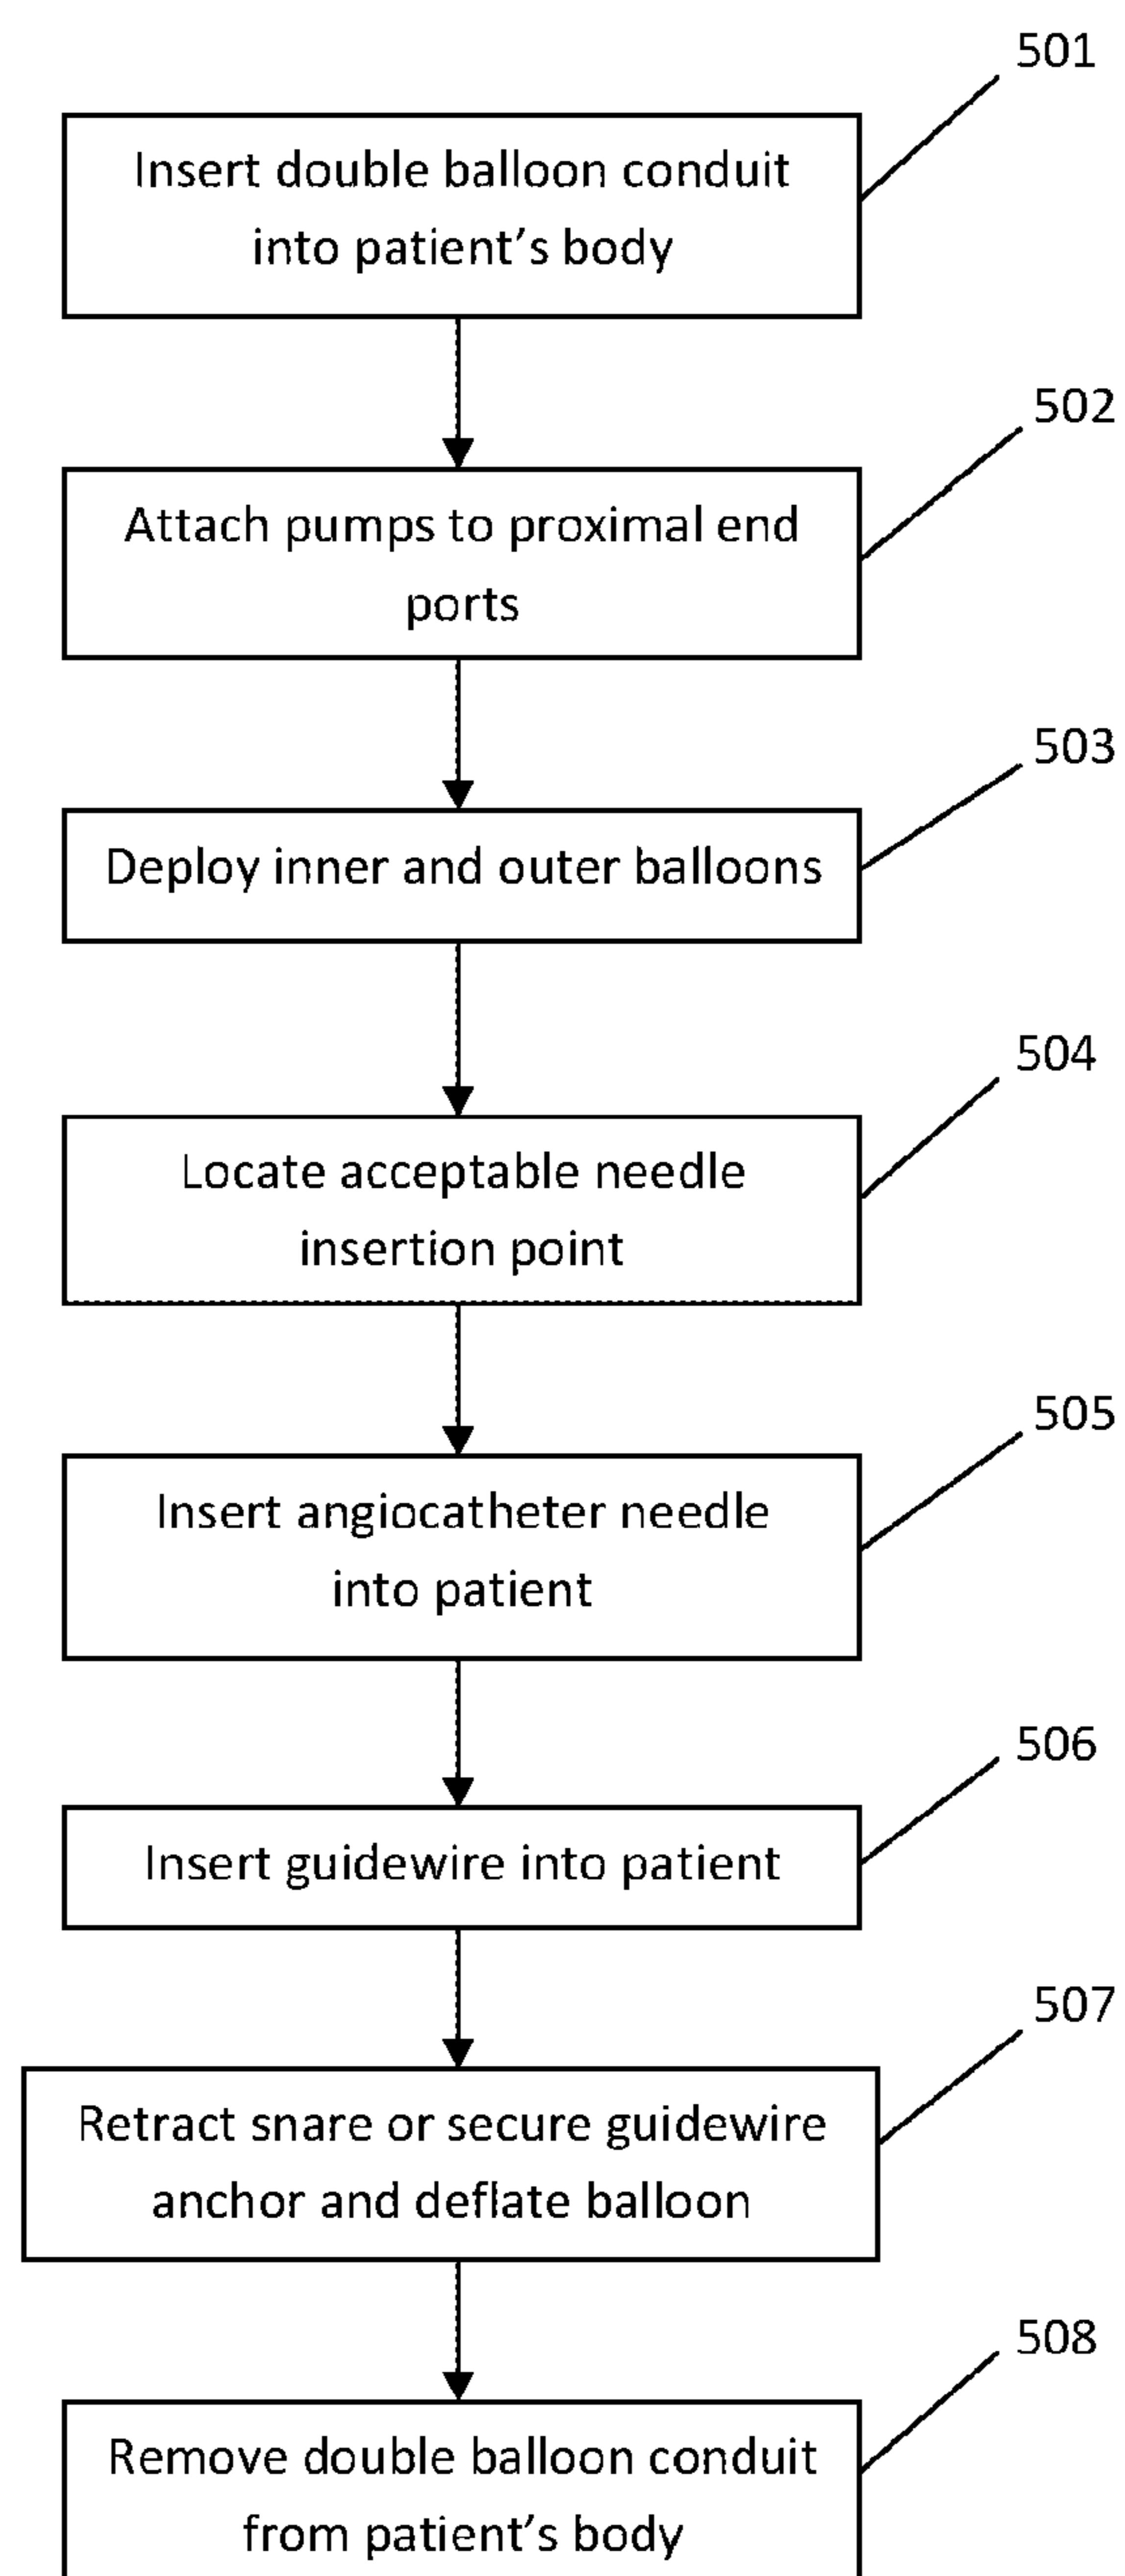 501
Insert double balloon conduit
into patient’s body
502
Attach pumps to proximal end
ports
503
Deploy inner and outer balloons
504
Locate acceptable needle
insertion point
505
Insert angiocatheter needle
into patient
506
Insert guidewire into patient
507
Retract snare or secure guidewire
anchor and deflate balloon
508
Remove double balloon conduit
from patient’s body